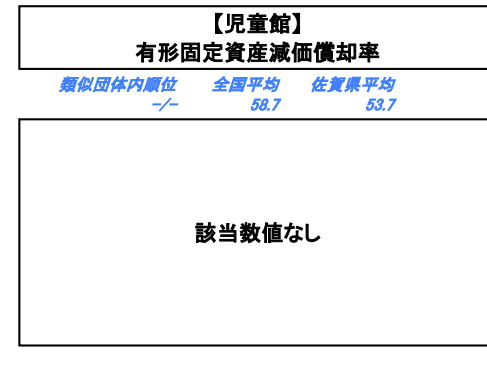 【児童館】
有形固定資産減価償却率
類似団体内順位 全国平均 佐賀県平均
-/- 58.7 53.7
該当数値なし